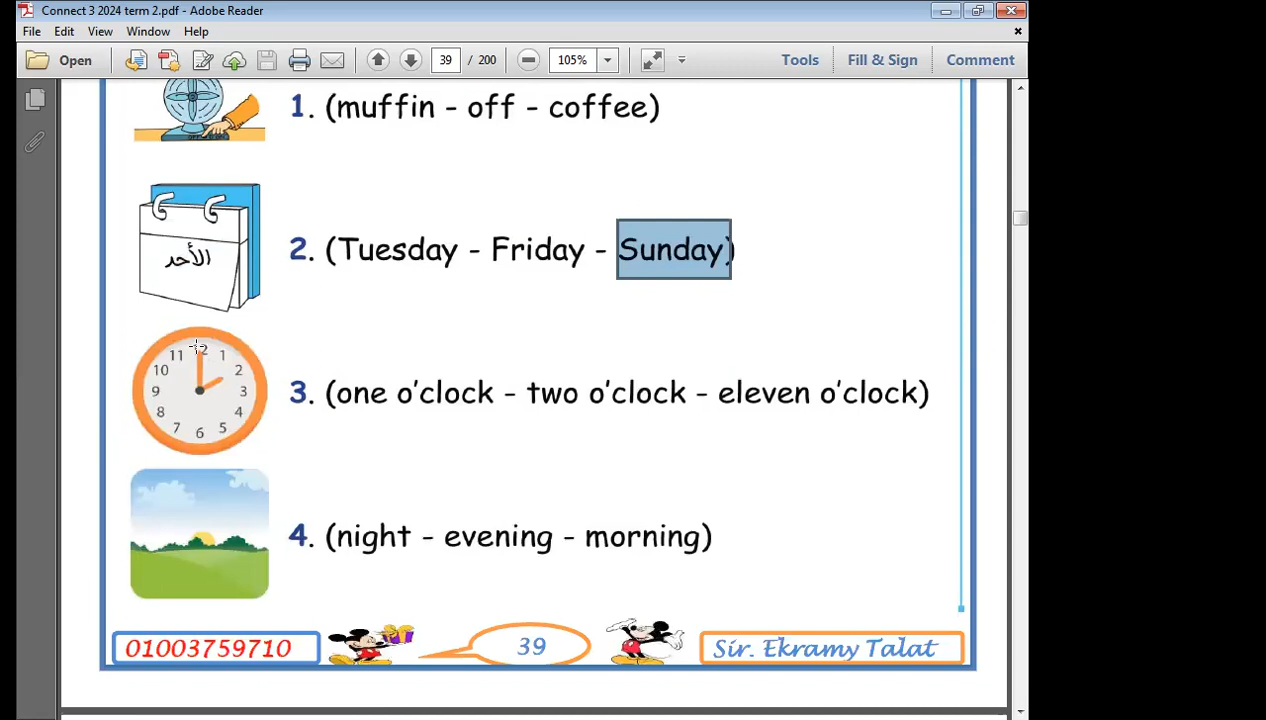 Connect 3 2024 term 2.pdf - Adobe Reader
File Edit View Window Help
Open 39 / 200 105% Tools Fill & Sign Comment
1. (muffin - off - coffee)
الأحد
2. (Tuesday - Friday - Sunday)
12 1 2 3 4 5 6 7 8 9 10 11
3. (one o'clock - two o'clock - eleven o'clock)
4. (night - evening - morning)
01003759710 39 Sir. Ekramy Talat